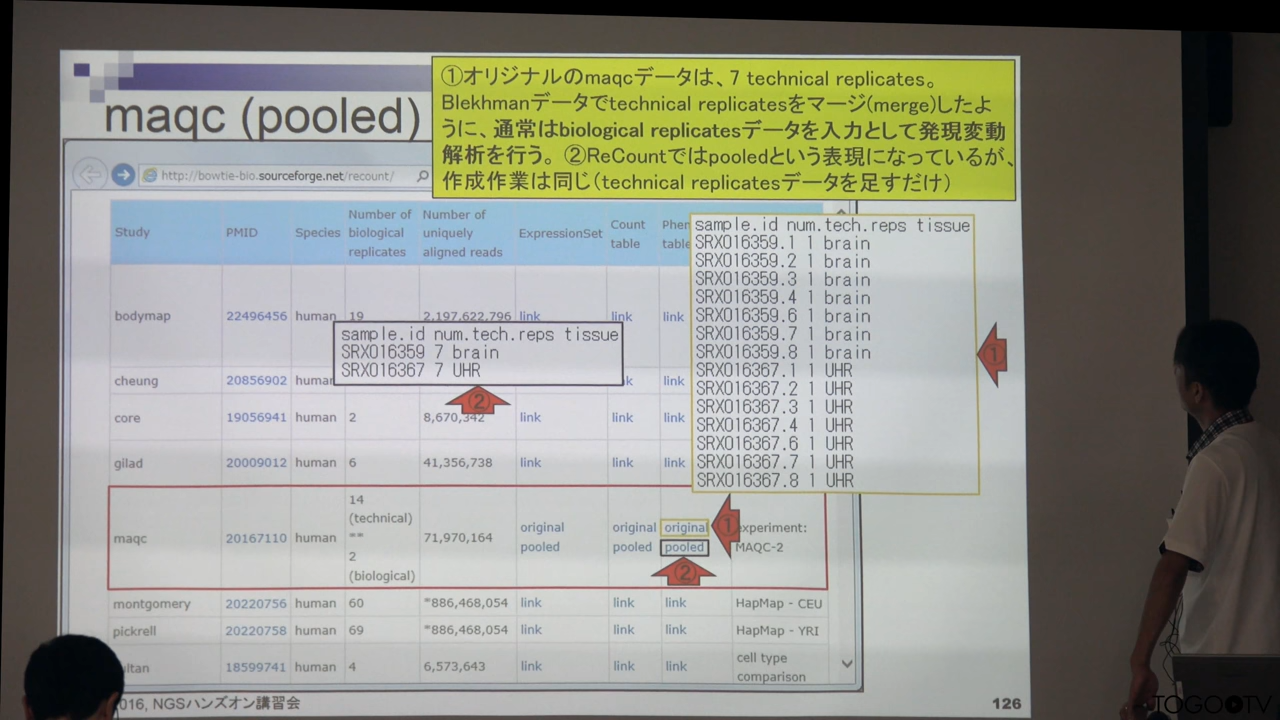 maqc (pooled)
①オリジナルのmaqcデータは、7 technical replicates。
Blekhmanデータでtechnical replicatesをマージ(merge)したよ
うに、通常はbiological replicatesデータを入力として発現変動
解析を行う。②ReCountではpooledという表現になっているが、
作成作業は同じ(technical replicatesデータを足すだけ)
http://bowtie-bio.sourceforge.net/recount/
Study PMID Species Number of biological replicates Number of uniquely aligned reads ExpressionSet Count table
table
bodymap 22496456 human 19 2,197,622,796 link link link
cheung 20856902 link
core 19056941 human 2 8,670,342 link link link
gilad 20009012 human 6 41,356,738 link link link
maqc 20167110 human 14 (technical) ** 2 (biological) 71,970,164 original pooled original pooled original pooled experiment: MAQC-2
montgomery 20220756 human 60 *886,468,054 link link link HapMap - CEU
pickrell 20220758 human 69 *886,468,054 link link link HapMap - YRI
18599741 human 4 6,573,643 link link link cell type comparison
sample.id num.tech.reps tissue
SRX016359 7 brain
SRX016367 7 UHR
②
sample.id num.tech.reps tissue
SRX016359.1 1 brain
SRX016359.2 1 brain
SRX016359.3 1 brain
SRX016359.4 1 brain
SRX016359.6 1 brain
SRX016359.7 1 brain
SRX016359.8 1 brain
SRX016367.1 1 UHR
SRX016367.2 1 UHR
SRX016367.3 1 UHR
SRX016367.4 1 UHR
SRX016367.6 1 UHR
SRX016367.7 1 UHR
SRX016367.8 1 UHR
①
①
②
2016, NGSハンズオン講習会
126
TOGOTV